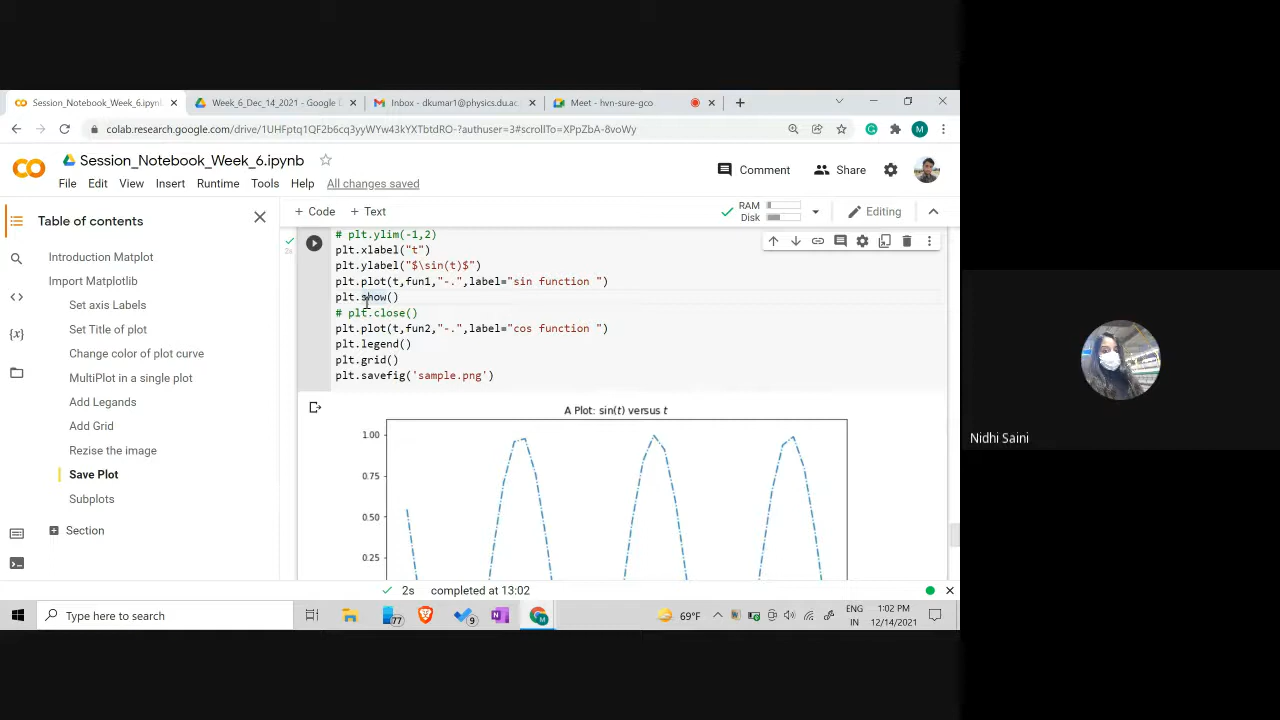 Session_Notebook_Week_6.ipynb
Week_6_Dec_14_2021 - Google D
Inbox - dkumar1@physics.du.ac.
Meet - hvn-sure-gco
colab.research.google.com/drive/1UHFptq1QF2b6cq3yyWYw43kYXTbtdRO-?authuser=3#scrollTo=XPpZbA-8voWy
M
Session_Notebook_Week_6.ipynb
Comment
Share
File Edit View Insert Runtime Tools Help All changes saved
+ Code + Text
RAM
Disk
Editing
Table of contents
Introduction Matplot
Import Matplotlib
Set axis Labels
Set Title of plot
Change color of plot curve
MultiPlot in a single plot
Add Legands
Add Grid
Rezise the image
Save Plot
Subplots
Section
2s
# plt.ylim(-1,2)
plt.xlabel("t")
plt.ylabel("$\sin(t)$")
plt.plot(t,fun1,"-.",label="sin function ")
plt.show()
# plt.close()
plt.plot(t,fun2,"-.",label="cos function ")
plt.legend()
plt.grid()
plt.savefig('sample.png')
A Plot: sin(t) versus t
1.00
0.75
0.50
0.25
2s completed at 13:02
Type here to search
77
9
69°F
ENG
IN
1:02 PM
12/14/2021
Nidhi Saini